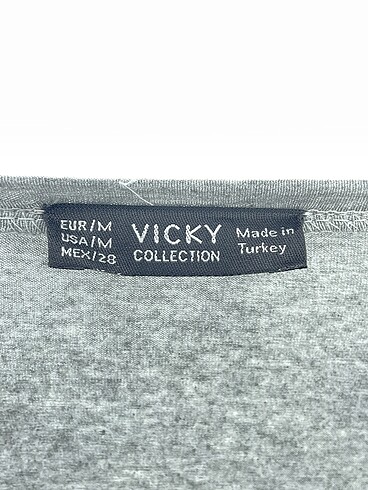 EUR/M
USA/M
MEX/28
VICKY
COLLECTION
Made in
Turkey